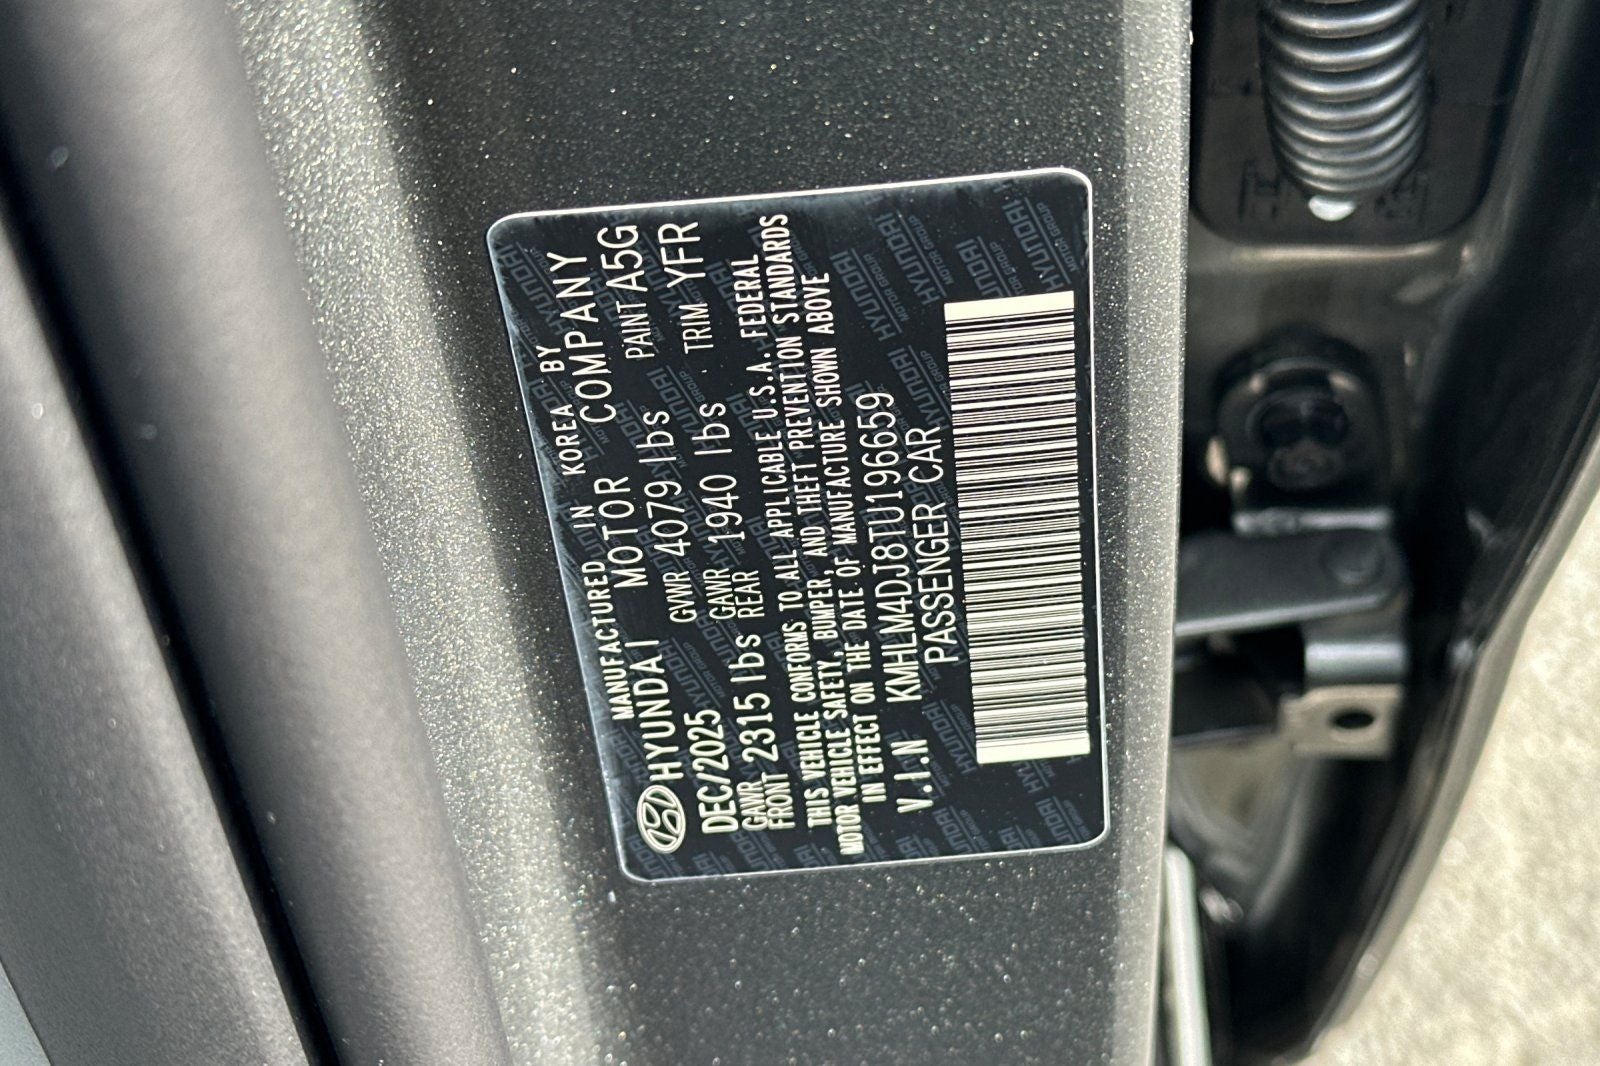 MANUFACTURED IN KOREA BY
HYUNDAI MOTOR COMPANY
DEC/2025 GVWR 4079 lbs PAINT A5G
GAWR FRONT 2315 lbs GAWR REAR 1940 lbs TRIM YFR
THIS VEHICLE CONFORMS TO ALL APPLICABLE U.S.A. FEDERAL
MOTOR VEHICLE SAFETY, BUMPER, AND THEFT PREVENTION STANDARDS
IN EFFECT ON THE DATE OF MANUFACTURE SHOWN ABOVE
V.I.N KMHLM4DJ8TU196659
PASSENGER CAR